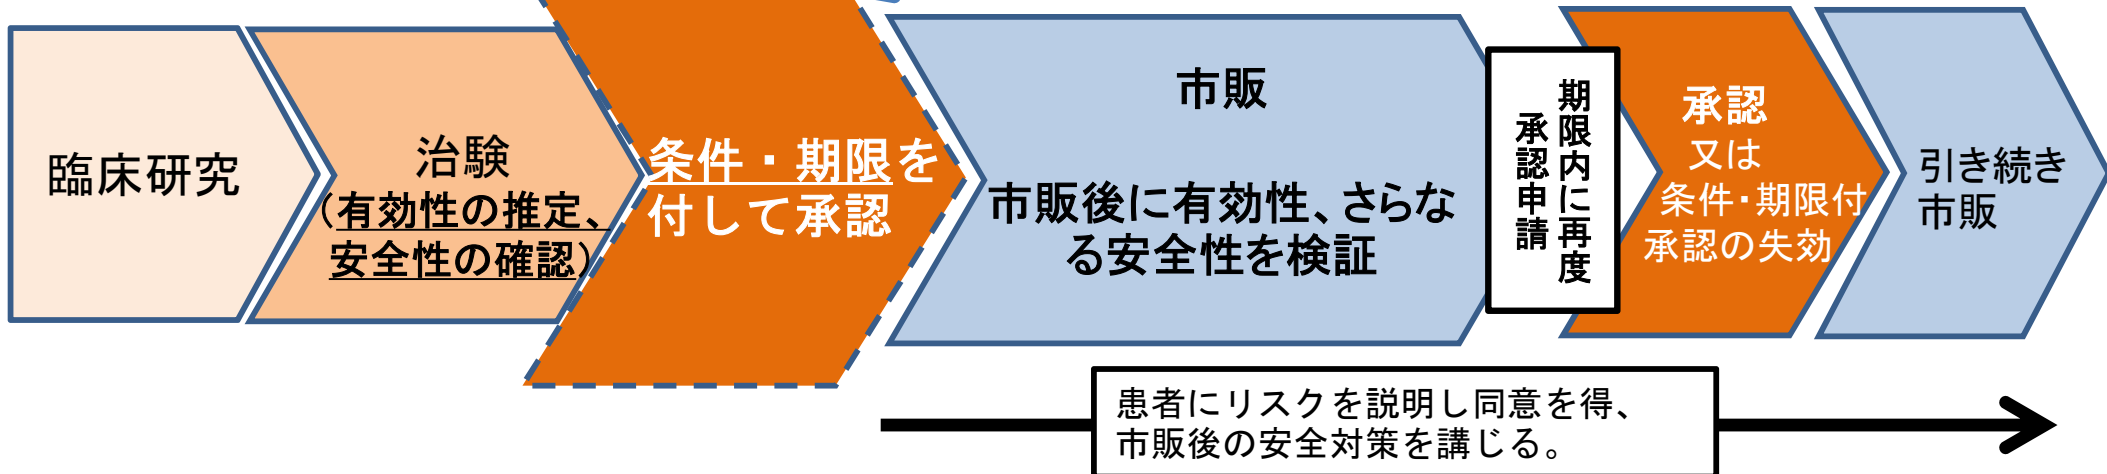 臨床研究
治験
（有効性の推定、
安全性の確認）
条件・期限を
付して承認
市販
市販後に有効性、さらな
る安全性を検証
期限内に再度
承認申請
承認
又は
条件・期限付
承認の失効
引き続き
市販
患者にリスクを説明し同意を得、
市販後の安全対策を講じる。